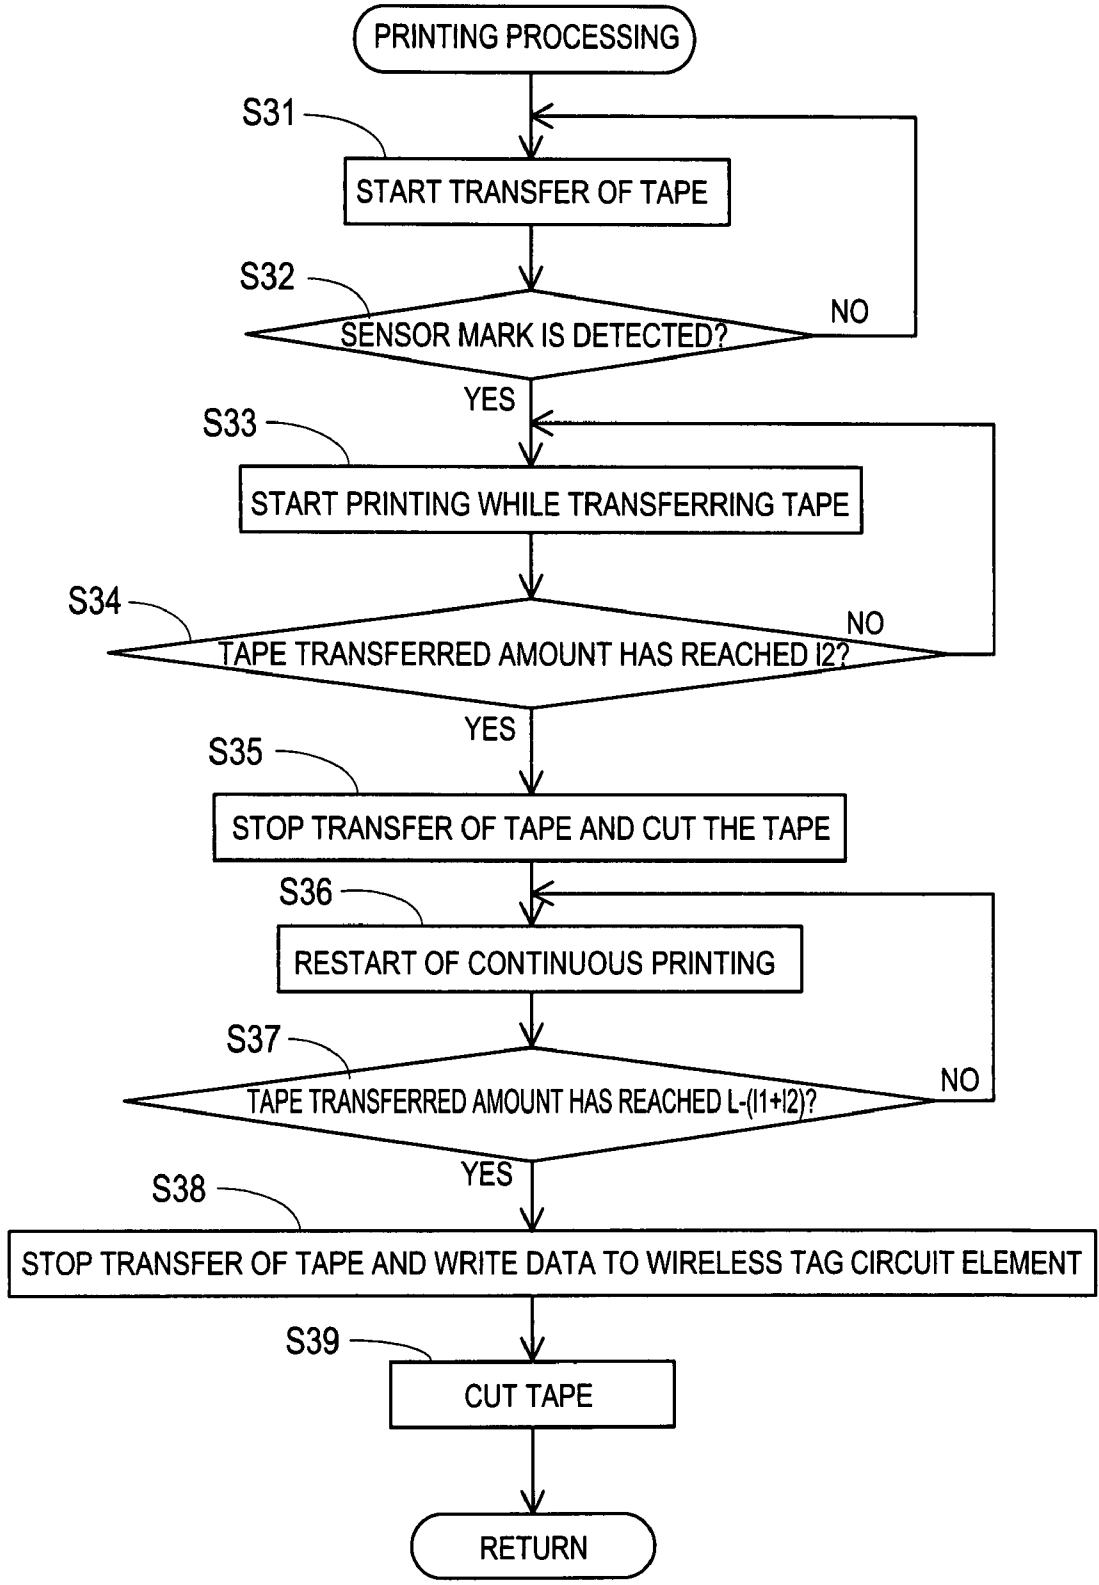 PRINTING PROCESSING
S31
START TRANSFER OF TAPE
S32
SENSOR MARK IS DETECTED?
NO
YES
S33
START PRINTING WHILE TRANSFERRING TAPE
S34
NO
TAPE TRANSFERRED AMOUNT HAS REACHED l2?
YES
S35
STOP TRANSFER OF TAPE AND CUT THE TAPE
S36
RESTART OF CONTINUOUS PRINTING
S37
NO
TAPE TRANSFERRED AMOUNT HAS REACHED L-(l1+l2)?
YES
S38
STOP TRANSFER OF TAPE AND WRITE DATA TO WIRELESS TAG CIRCUIT ELEMENT
S39
CUT TAPE
RETURN